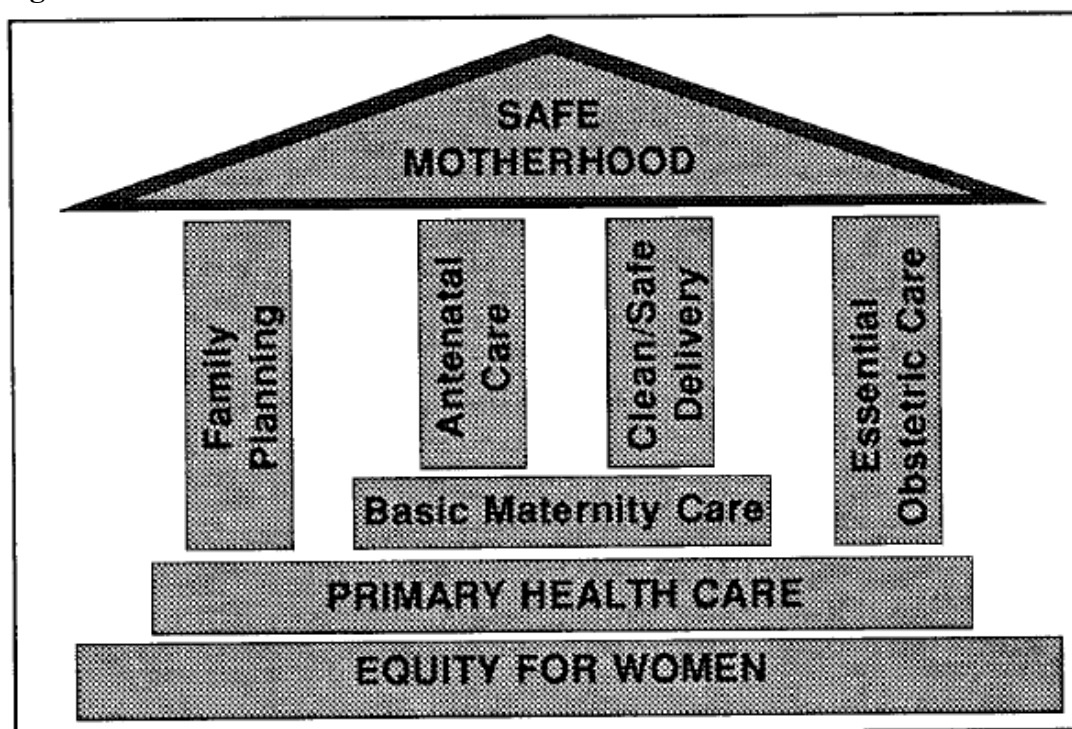 SAFE
MOTHERHOOD
Family
Planning
Antenatal
Care
Clean/Safe
Delivery
Essential
Obstetric Care
Basic Maternity Care
PRIMARY HEALTH CARE
EQUITY FOR WOMEN